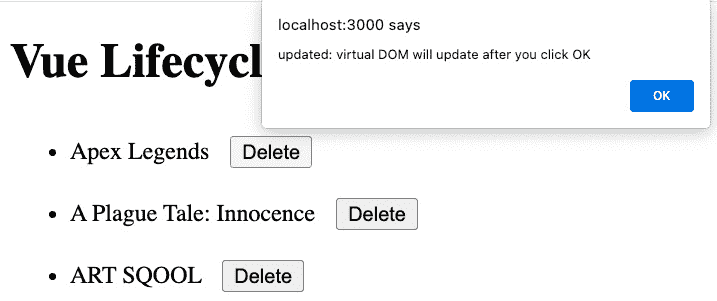 localhost:3000 says
updated: virtual DOM will update after you click OK
OK
Vue Lifecycl
Apex Legends Delete
A Plague Tale: Innocence Delete
ART SQOOL Delete